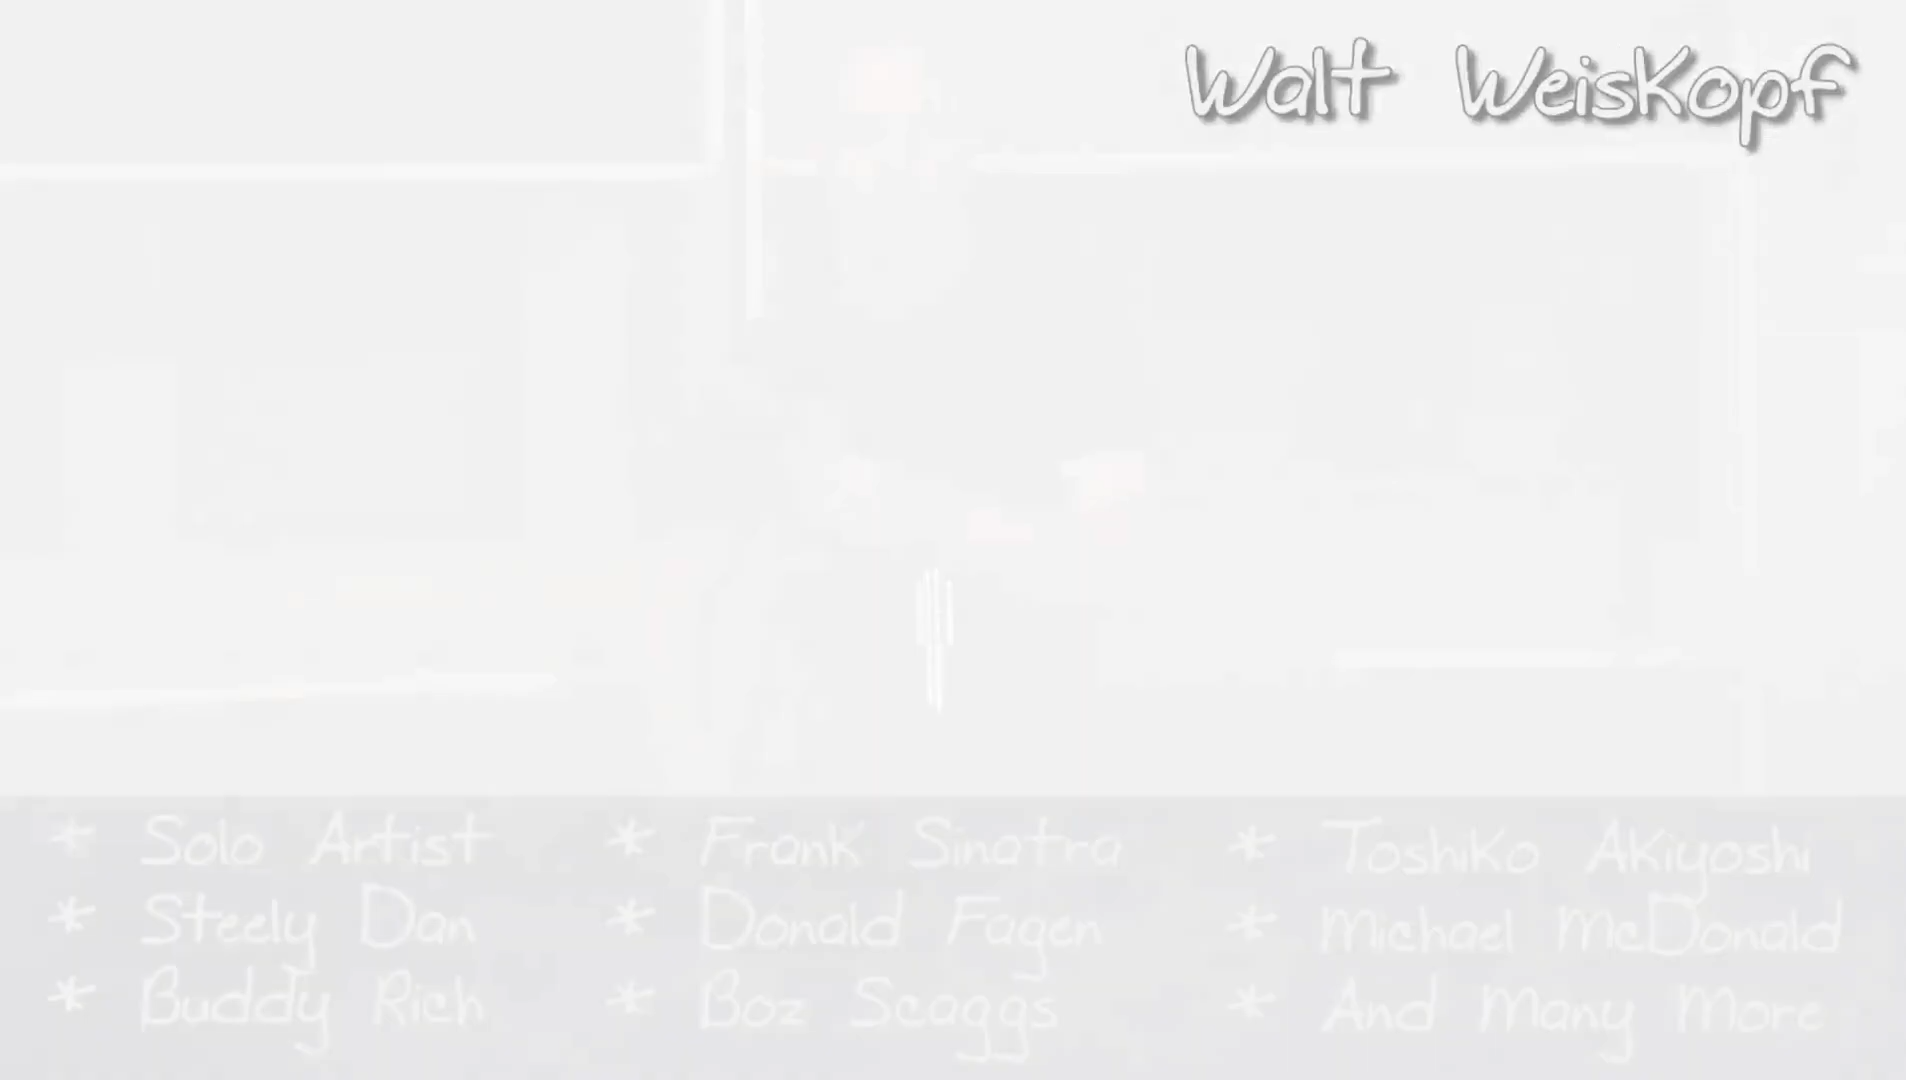 Walt Weiskopf
* Solo Artist * Frank Sinatra * Toshiko Akiyoshi
* Steely Dan * Donald Fagen * Michael McDonald
* Buddy Rich * Boz Scaggs * And Many More